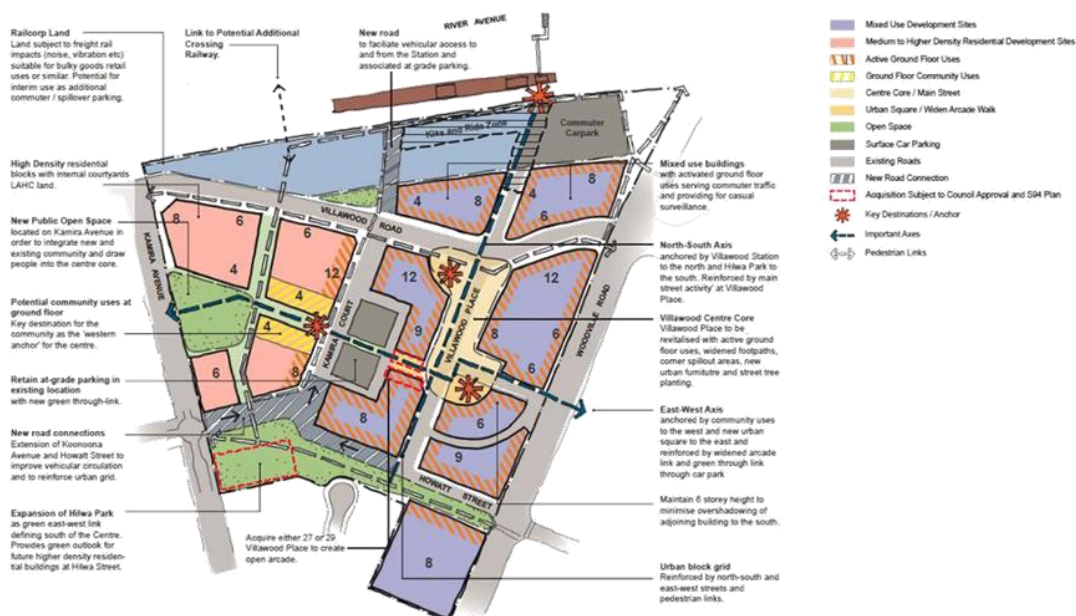 RIVER AVENUE
Railcorp Land
Land subject to freight rail
impacts (noise, vibration etc)
suitable for bulky goods retail
uses or similar. Potential for
interim use as additional
commuter / spillover parking.
Link to Potential Additional
Crossing
Railway.
New road
to faciliate vehicular access to
and from the Station and
associated at grade parking.
High Density residential
blocks with internal courtyards
LAHC land.
New Public Open Space
located on Kamira Avenue in
order to integrate new and
existing community and draw
people into the centre core.
Potential community uses at
ground floor
Key destination for the
community as the 'western
anchor' for the centre.
Retain at-grade parking in
existing location
with new green through-link.
New road connections
Extension of Koonoona
Avenue and Howatt Street to
improve vehicular circulation
and to reinforce urban grid.
Expansion of Hilwa Park
as green east-west link
defining south of the Centre.
Provides green outlook for
future higher density residen-
tial buildings at Hilwa Street.
Kiss and Ride Zone
Commuter
Carpark
4
8
4
8
6
VILLAWOOD
ROAD
KAMIRA AVENUE
8
6
4
6
12
4
4
6
8
KAMIRA COURT
12
9
8
VILLAWOOD PLACE
8
6
6
9
WOODVILLE ROAD
HOWATT STREET
8
Acquire either 27 or 29
Villawood Place to create
open arcade.
Mixed use buildings
with activated ground floor
uses serving commuter traffic
and providing for casual
surveillance.
North-South Axis
anchored by Villawood Station
to the north and Hilwa Park to
the south. Reinforced by main
street activity' at Villawood
Place.
Villawood Centre Core
Villawood Place to be
revitalised with active ground
floor uses, widened footpaths,
corner spillout areas, new
urban furnitutre and street tree
planting.
East-West Axis
anchored by community uses
to the west and new urban
square to the east and
reinforced by widened arcade
link and green through link
through car park
Maintain 6 storey height to
minimise overshadowing of
adjoining building to the south.
Urban block grid
Reinforced by north-south and
east-west streets and
pedestrian links.
Mixed Use Development Sites
Medium to Higher Density Residential Development Sites
Active Ground Floor Uses
Ground Floor Community Uses
Centre Core / Main Street
Urban Square / Widen Arcade Walk
Open Space
Surface Car Parking
Existing Roads
New Road Connection
Acquisition Subject to Council Approval and S94 Plan
Key Destinations / Anchor
Important Axes
Pedestrian Links